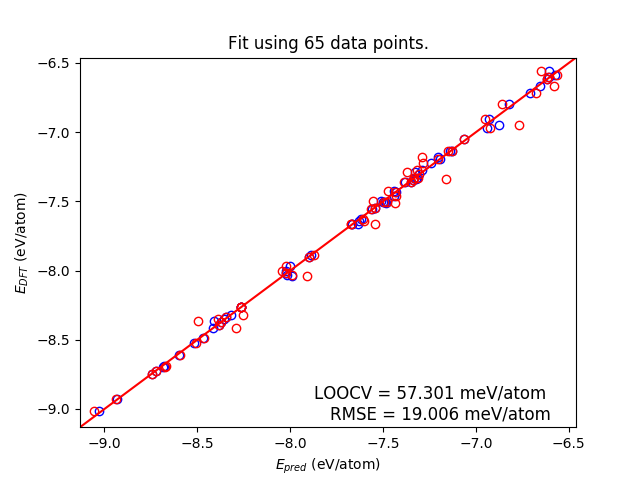 Fit using 65 data points.
−6.5
−7.0
−7.5
−8.0
−8.5
−9.0
E_DFT (eV/atom)
LOOCV = 57.301 meV/atom
RMSE = 19.006 meV/atom
−9.0 −8.5 −8.0 −7.5 −7.0 −6.5
E_pred (eV/atom)